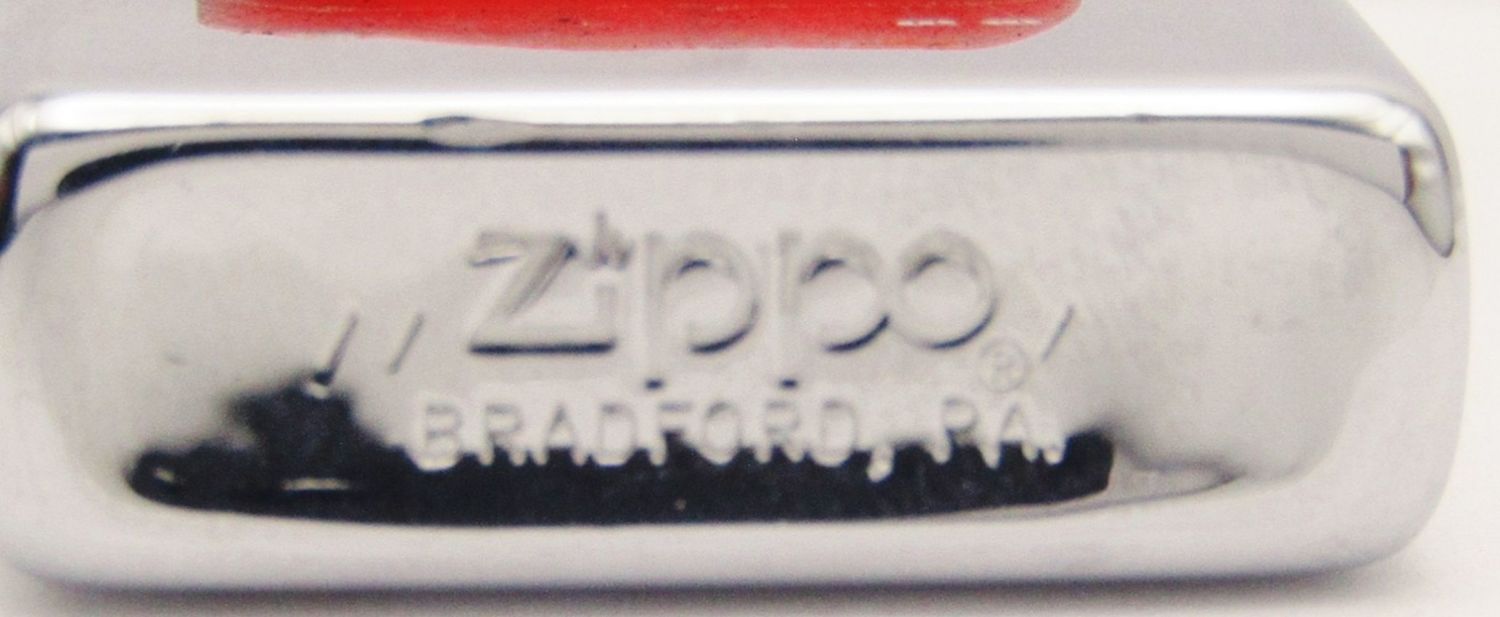 // Zippo® /
BRADFORD, PA.